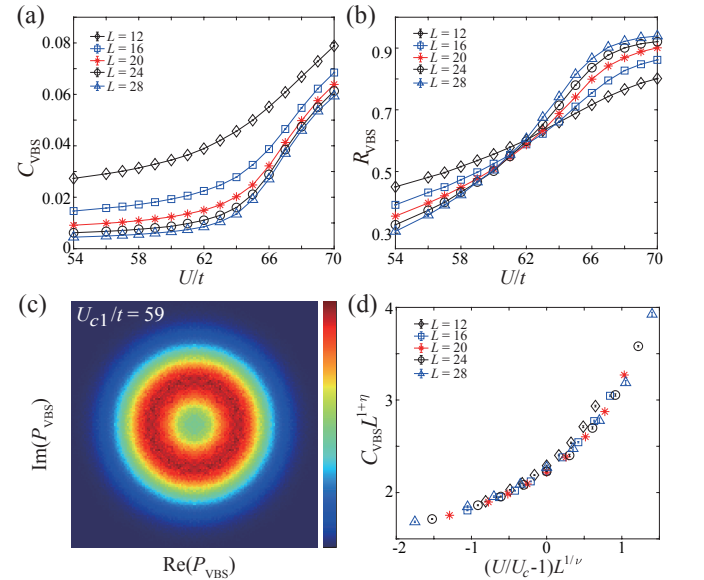 (a)
0.08
0.06
0.04
0.02
0
C_VBS
L = 12
L = 16
L = 20
L = 24
L = 28
54
58
62
66
70
U/t
(b)
0.9
0.7
0.5
0.3
R_VBS
L = 12
L = 16
L = 20
L = 24
L = 28
54
58
62
66
70
U/t
(c)
U_c1/t = 59
Im(P_VBS)
Re(P_VBS)
(d)
4
3
2
C_VBS L^{1+η}
L = 12
L = 16
L = 20
L = 24
L = 28
-2
-1
0
1
(U/U_c-1)L^{1/ν}